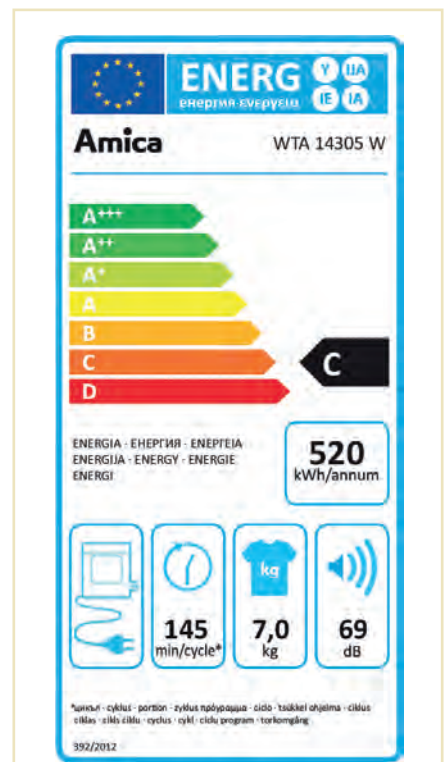 ENERG Y IJA
енергия ενεργεια IE IA
Amica WTA 14305 W
A+++
A++
A+
A
B
C
D
C
ENERGIA · ЕНЕРГИЯ · ΕΝΕΡΓΕΙΑ
ENERGIJA · ENERGY · ENERGIE
ENERGI
520
kWh/annum
kg
145
min/cycle*
7,0
kg
69
dB
*цикъл · cyklus · portion · zyklus πρόγραμμα · ciclo · tsükkel ohjelma · ciklus
ciklas · cikls ciklu · cyclus · cykl · ciclu program · torkomgång
392/2012